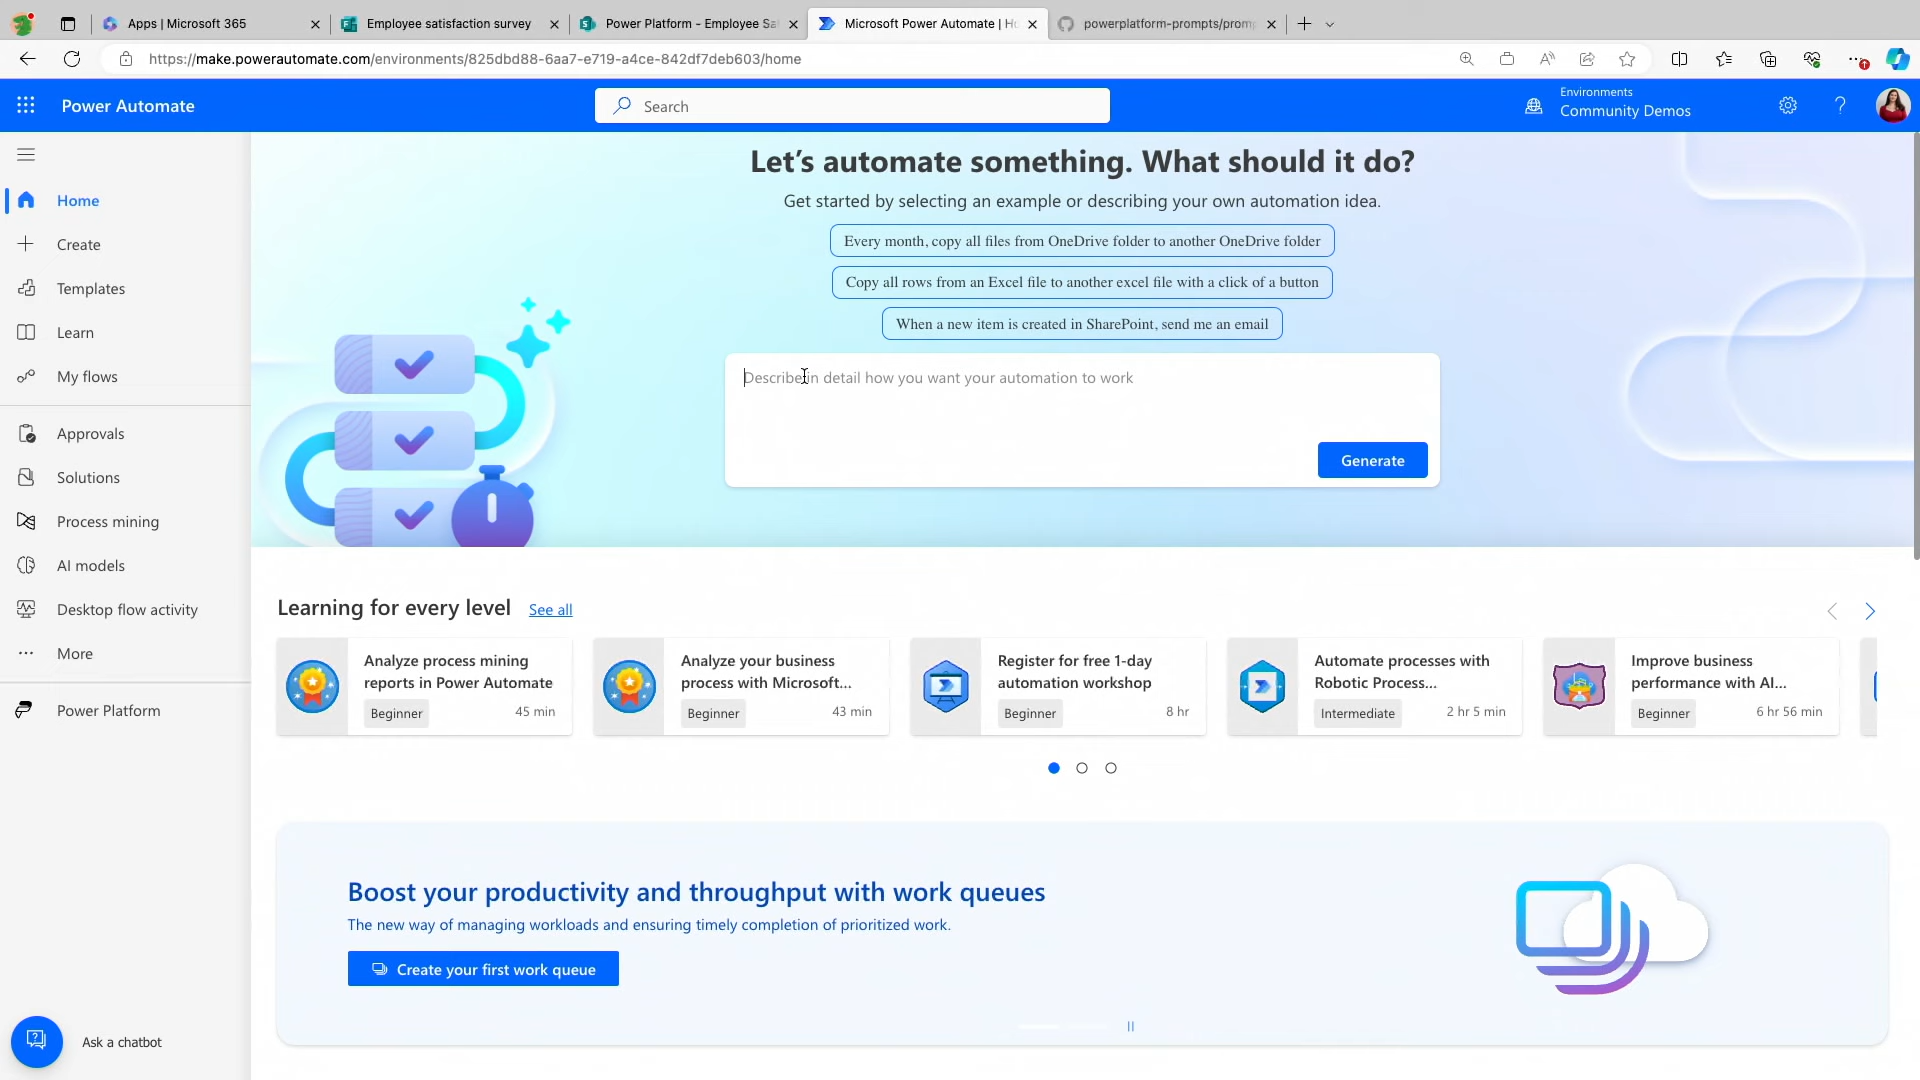 Apps | Microsoft 365
Employee satisfaction survey
Power Platform - Employee Sa
Microsoft Power Automate | Ho
powerplatform-prompts/promp
https://make.powerautomate.com/environments/825dbd88-6aa7-e719-a4ce-842df7deb603/home
Power Automate
Search
Environments
Community Demos
Home
Create
Templates
Learn
My flows
Approvals
Solutions
Process mining
AI models
Desktop flow activity
More
Power Platform
Ask a chatbot
Let’s automate something. What should it do?
Get started by selecting an example or describing your own automation idea.
Every month, copy all files from OneDrive folder to another OneDrive folder
Copy all rows from an Excel file to another excel file with a click of a button
When a new item is created in SharePoint, send me an email
Describe in detail how you want your automation to work
Generate
Learning for every level See all
Analyze process mining
reports in Power Automate
Beginner 45 min
Analyze your business
process with Microsoft...
Beginner 43 min
Register for free 1-day
automation workshop
Beginner 8 hr
Automate processes with
Robotic Process...
Intermediate 2 hr 5 min
Improve business
performance with AI...
Beginner 6 hr 56 min
Boost your productivity and throughput with work queues
The new way of managing workloads and ensuring timely completion of prioritized work.
Create your first work queue